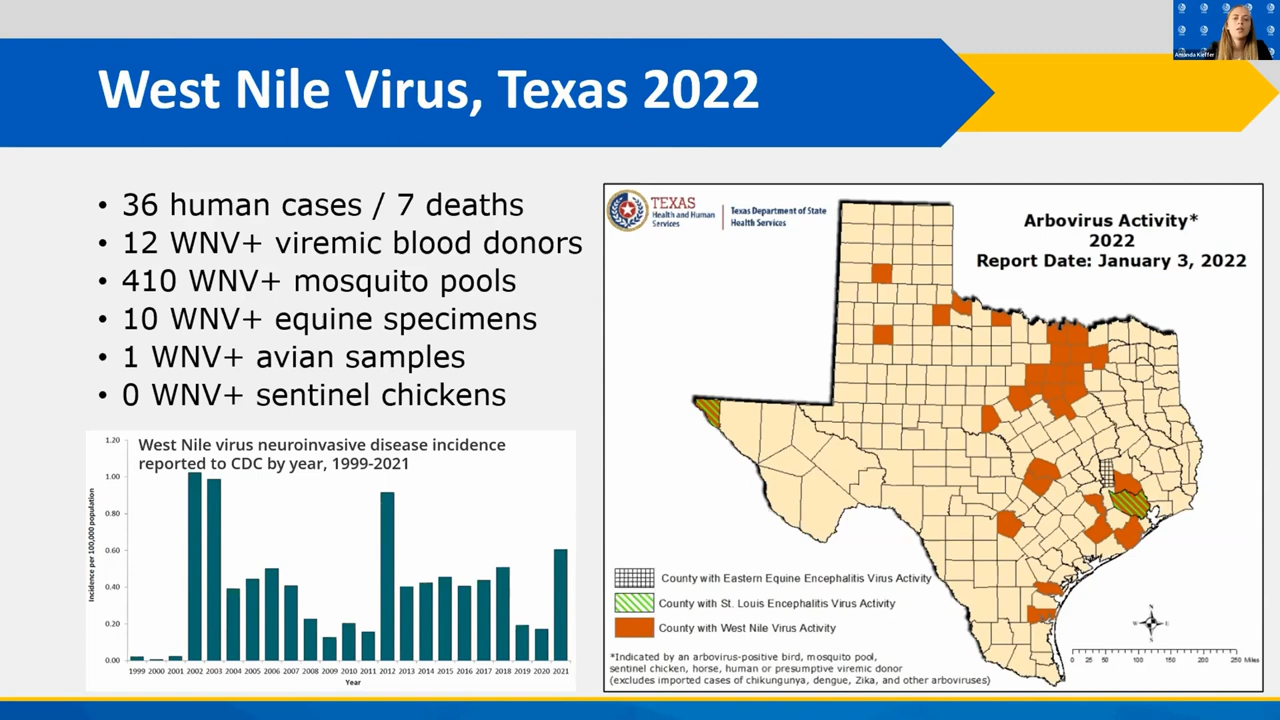 Amanda Kieffer
West Nile Virus, Texas 2022
• 36 human cases / 7 deaths
• 12 WNV+ viremic blood donors
• 410 WNV+ mosquito pools
• 10 WNV+ equine specimens
• 1 WNV+ avian samples
• 0 WNV+ sentinel chickens
West Nile virus neuroinvasive disease incidence
reported to CDC by year, 1999-2021
Incidence per 100,000 population
1.20
1.00
0.80
0.60
0.40
0.20
0.00
1999 2000 2001 2002 2003 2004 2005 2006 2007 2008 2009 2010 2011 2012 2013 2014 2015 2016 2017 2018 2019 2020 2021
Year
TEXAS
Health and Human
Services
Texas Department of State
Health Services
Arbovirus Activity*
2022
Report Date: January 3, 2022
County with Eastern Equine Encephalitis Virus Activity
County with St. Louis Encephalitis Virus Activity
County with West Nile Virus Activity
*Indicated by an arbovirus-positive bird, mosquito pool,
sentinel chicken, horse, human or presumptive viremic donor
(excludes imported cases of chikungunya, dengue, Zika, and other arboviruses)
N
W E
S
0 25 50 100 150 200 250 Miles